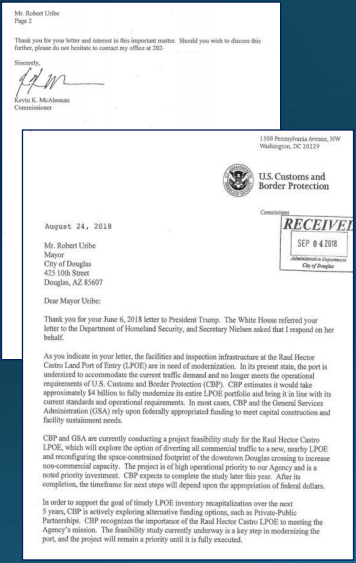 Mr. Robert Uribe
Page 2
Thank you for your letter and interest in this important matter. Should you wish to discuss this
further, please do not hesitate to contact my office at 202-
Sincerely,
Kevin K. McAleenan
Commissioner
1300 Pennsylvania Avenue, NW
Washington, DC 20229
U.S. Customs and
Border Protection
Commissioner
RECEIVED
SEP 04 2018
Administration Department
City of Douglas
August 24, 2018
Mr. Robert Uribe
Mayor
City of Douglas
425 10th Street
Douglas, AZ 85607
Dear Mayor Uribe:
Thank you for your June 6, 2018 letter to President Trump. The White House referred your
letter to the Department of Homeland Security, and Secretary Nielsen asked that I respond on her
behalf.
As you indicate in your letter, the facilities and inspection infrastructure at the Raul Hector
Castro Land Port of Entry (LPOE) are in need of modernization. In its present state, the port is
undersized to accommodate the current traffic demand and no longer meets the operational
requirements of U.S. Customs and Border Protection (CBP). CBP estimates it would take
approximately $4 billion to fully modernize its entire LPOE portfolio and bring it in line with its
current standards and operational requirements. In most cases, CBP and the General Services
Administration (GSA) rely upon federally appropriated funding to meet capital construction and
facility sustainment needs.
CBP and GSA are currently conducting a project feasibility study for the Raul Hector Castro
LPOE, which will explore the option of diverting all commercial traffic to a new, nearby LPOE
and reconfiguring the space-constrained footprint of the downtown Douglas crossing to increase
non-commercial capacity. The project is of high operational priority to our Agency and is a
noted priority investment. CBP expects to complete the study later this year. After its
completion, the timeframe for next steps will depend upon the appropriation of federal dollars.
In order to support the goal of timely LPOE inventory recapitalization over the next
5 years, CBP is actively exploring alternative funding options, such as Private-Public
Partnerships. CBP recognizes the importance of the Raul Hector Castro LPOE to meeting the
Agency's mission. The feasibility study currently underway is a key step in modernizing the
port, and the project will remain a priority until it is fully executed.